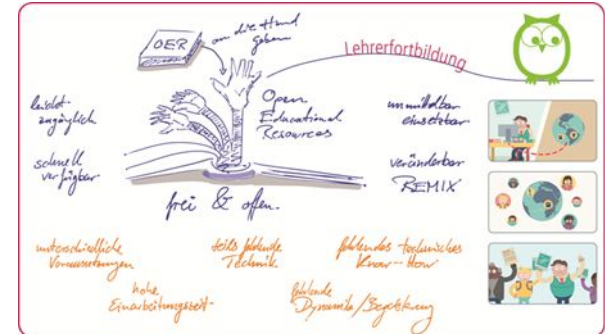 OER
an die Hand
geben
Lehrerfortbildung
leicht
zugänglich
Open
Educational
Resources
unmittelbar
einsetzbar
schnell
verfügbar
veränderbar
REMIX
frei & offen.
unterschiedliche
Voraussetzungen
teils fehlende
Technik
fehlendes technisches
Know-How
hohe
Einarbeitungszeit
fehlende
Dynamik/Begeisterung